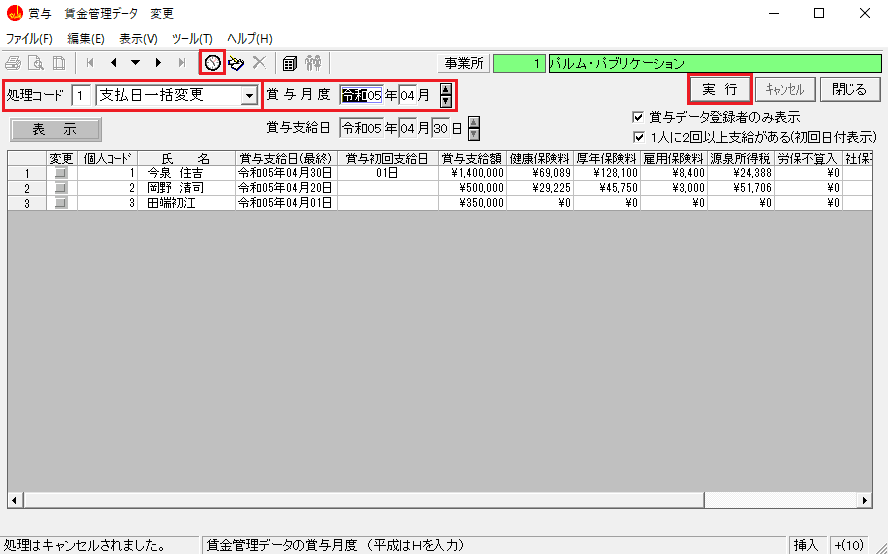 賞与 賃金管理データ 変更
ファイル(F) 編集(E) 表示(V) ツール(T) ヘルプ(H)
事業所 1 パルム・パブリケーション
処理コード 1 支払日一括変更 賞与月度 令和05年04月 実行 キャンセル 閉じる
賞与データ登録者のみ表示
表示 賞与支給日 令和05年04月30日
1人に2回以上支給がある(初回日付表示)
変更 個人コード 氏名 賞与支給日(最終) 賞与初回支給日 賞与支給額 健康保険料 厚年保険料 雇用保険料 源泉所得税 労保不算入 社保
1 1 今泉 住吉 令和05年04月30日 01日 ¥1,400,000 ¥69,089 ¥128,100 ¥8,400 ¥24,388 ¥0
2 2 岡野 清司 令和05年04月20日 ¥500,000 ¥29,225 ¥45,750 ¥3,000 ¥51,706 ¥0
3 3 田端初江 令和05年04月01日 ¥350,000 ¥0 ¥0 ¥0 ¥0 ¥0
処理はキャンセルされました。 賃金管理データの賞与月度 (平成はHを入力) 挿入 +(10)